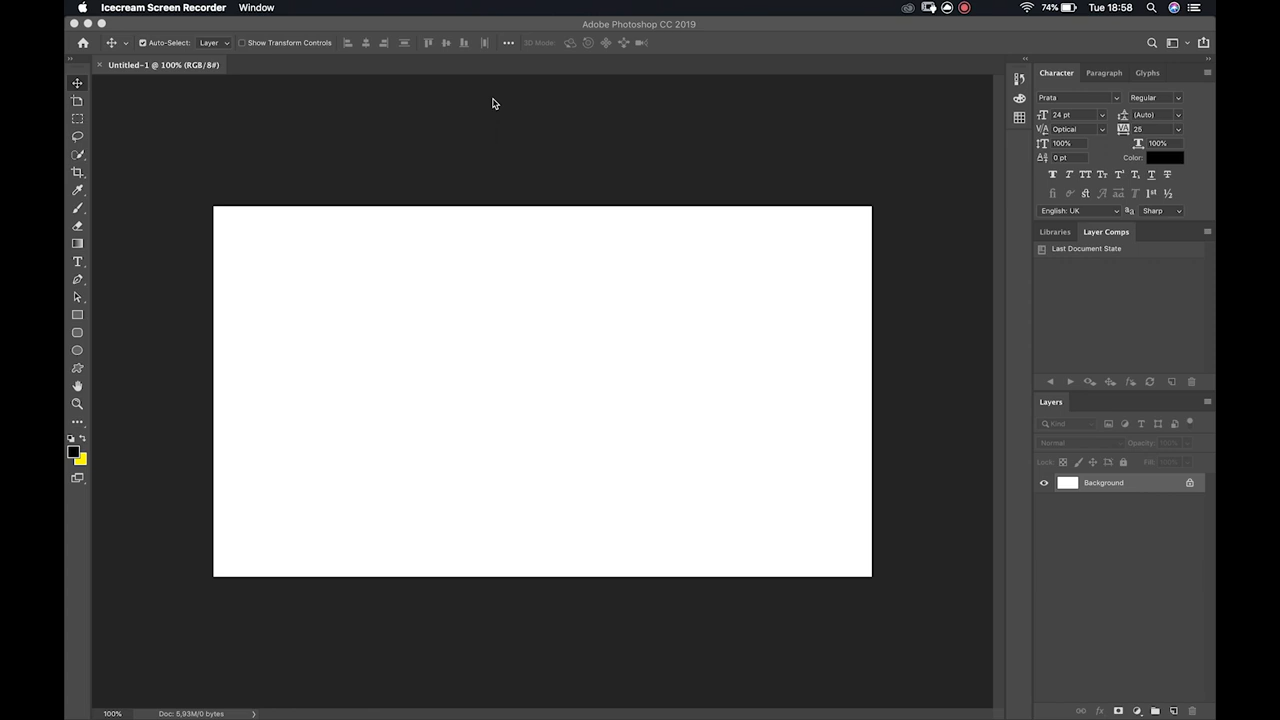 Icecream Screen Recorder Window 74% Tue 18:58
Adobe Photoshop CC 2019
Auto-Select: Layer Show Transform Controls 3D Mode:
Untitled-1 @ 100% (RGB/8#)
Character Paragraph Glyphs
Prata Regular
24 pt (Auto)
Optical 25
100% 100%
0 pt Color:
English: UK Sharp
Libraries Layer Comps
Last Document State
Layers
Kind
Normal Opacity: 100%
Lock: Fill: 100%
Background
100% Doc: 5,93M/0 bytes